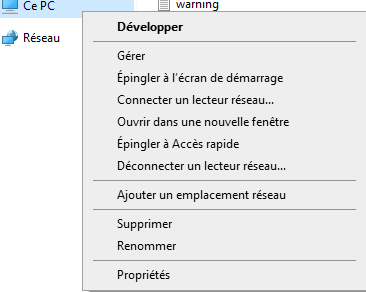 Ce PC
warning
Réseau
Développer
Gérer
Épingler à l'écran de démarrage
Connecter un lecteur réseau...
Ouvrir dans une nouvelle fenêtre
Épingler à Accès rapide
Déconnecter un lecteur réseau...
Ajouter un emplacement réseau
Supprimer
Renommer
Propriétés